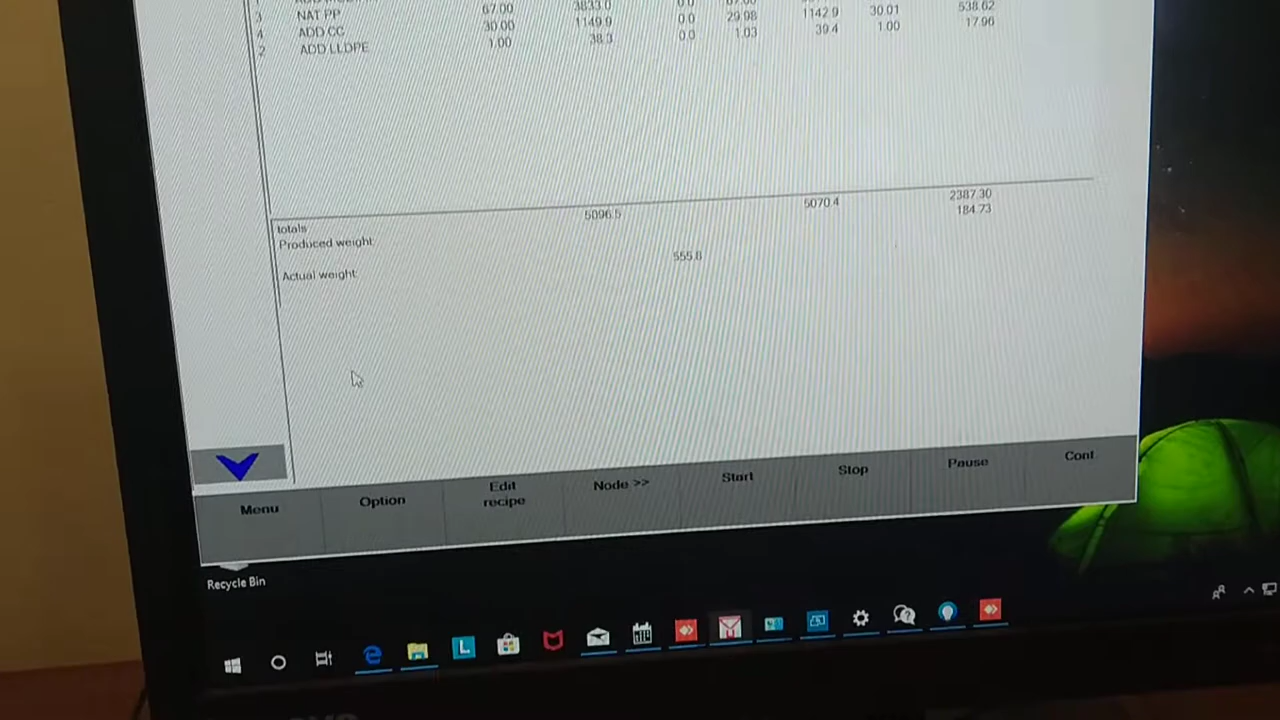 3 NAT PP 67.00 3833.0 0.0
4 ADD CC 30.00 1149.9 0.0 29.98 1142.9 30.01 538.62
2 ADD LLDPE 1.00 38.3 0.0 1.03 39.4 1.00 17.96
totals 5096.5 5070.4 2387.30
Produced weight: 184.73
555.8
Actual weight:
Menu Option Edit recipe Node >> Start Stop Pause Cont
Recycle Bin
L